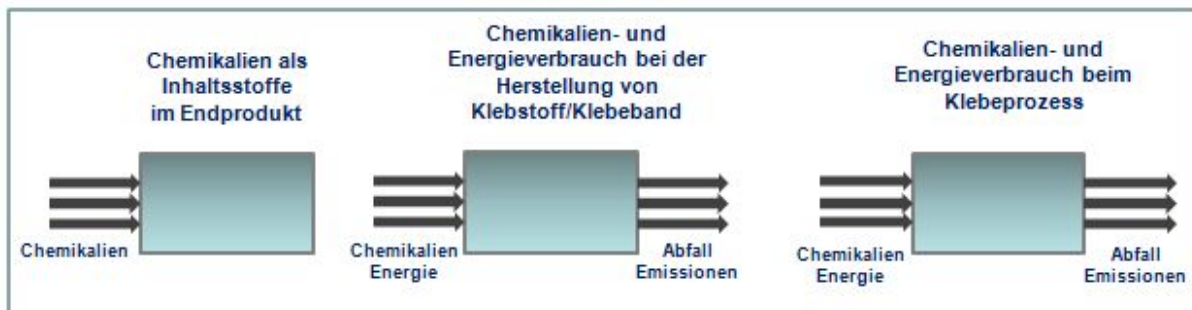 Chemikalien als
Inhaltsstoffe
im Endprodukt
Chemikalien
Chemikalien- und
Energieverbrauch bei der
Herstellung von
Klebstoff/Klebeband
Chemikalien
Energie
Abfall
Emissionen
Chemikalien- und
Energieverbrauch beim
Klebeprozess
Chemikalien
Energie
Abfall
Emissionen